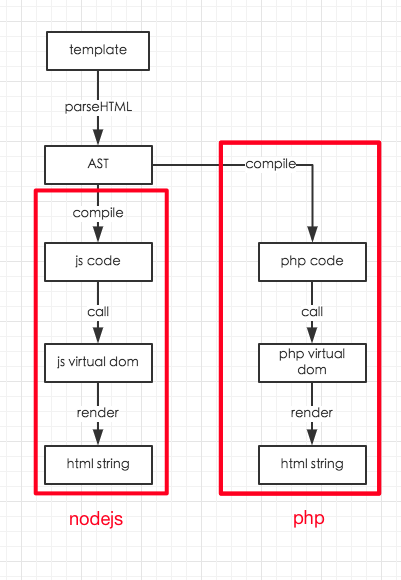 template
parseHTML
AST
compile
compile
js code
php code
call
call
js virtual dom
php virtual
dom
render
render
html string
html string
nodejs
php